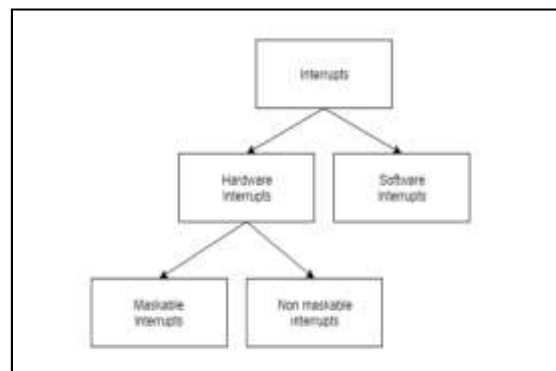 Interrupts
Hardware
Interrupts
Software
Interrupts
Maskable
Interrupts
Non maskable
interrupts